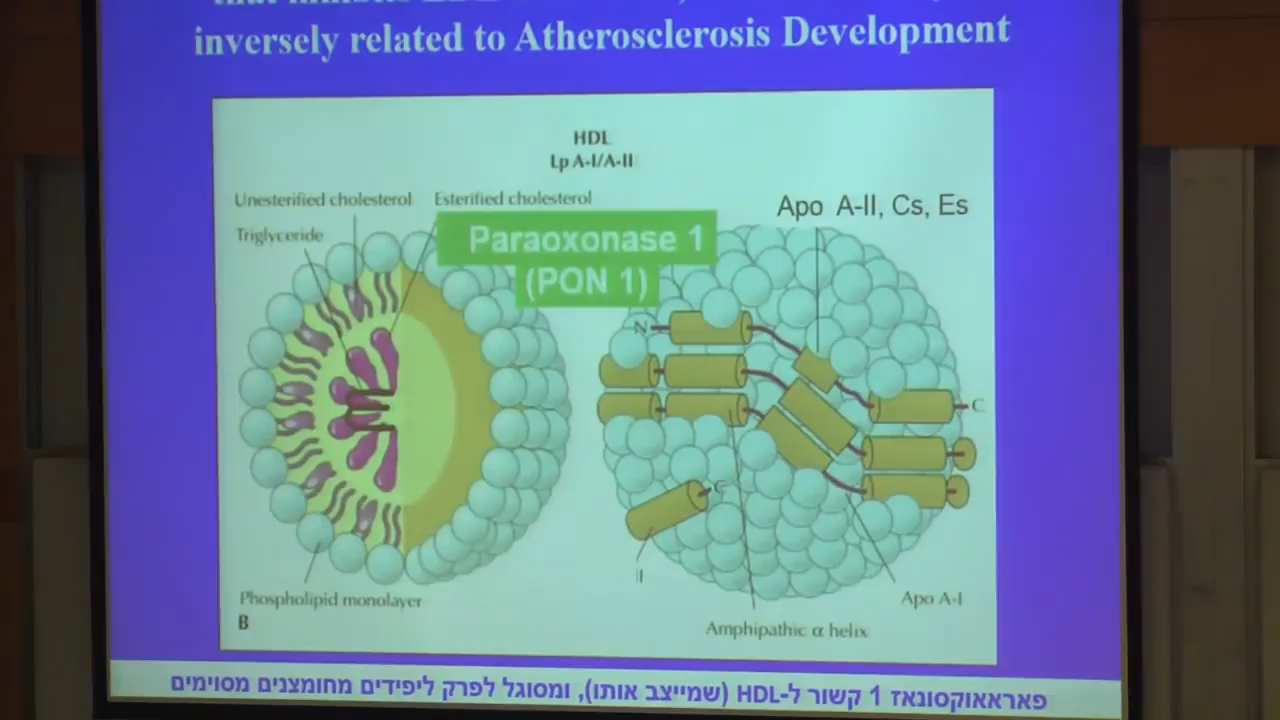 inversely related to Atherosclerosis Development
HDL
Lp A-I/A-II
Unesterified cholesterol
Esterified cholesterol
Apo A-II, Cs, Es
Triglyceride
Paraoxonase 1
(PON 1)
N
C
C
Phospholipid monolayer
Apo A-I
B
Amphipathic α helix
פאראאוקסונאז 1 קשור ל-HDL (שמייצב אותו), ומסוגל לפרק ליפידים מחומצנים מסוימים